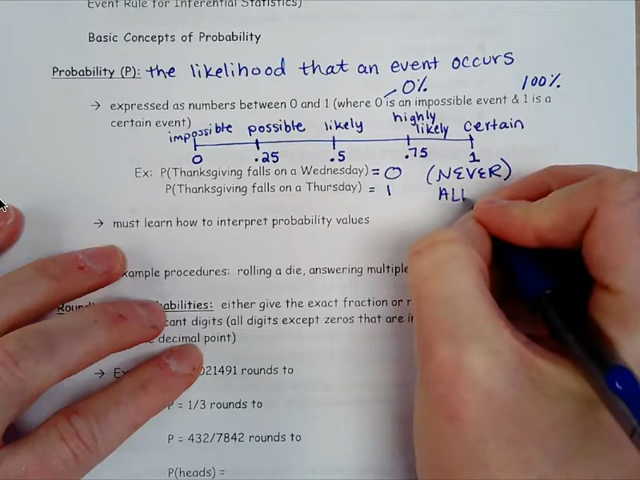 Event Rule for Inferential Statistics)
Basic Concepts of Probability
Probability (P): the likelihood that an event occurs
0% 100%
→ expressed as numbers between 0 and 1 (where 0 is an impossible event & 1 is a
certain event)
impossible possible likely highly likely certain
0 .25 .5 .75 1
Ex: P(Thanksgiving falls on a Wednesday) = 0 (NEVER)
P(Thanksgiving falls on a Thursday) = 1 ALL
→ must learn how to interpret probability values
ample procedures: rolling a die, answering multiple
either give the exact fraction or r
cant digits (all digits except zeros that are i
decimal point)
→ 021491 rounds to
P = 1/3 rounds to
P = 432/7842 rounds to
P(heads) =